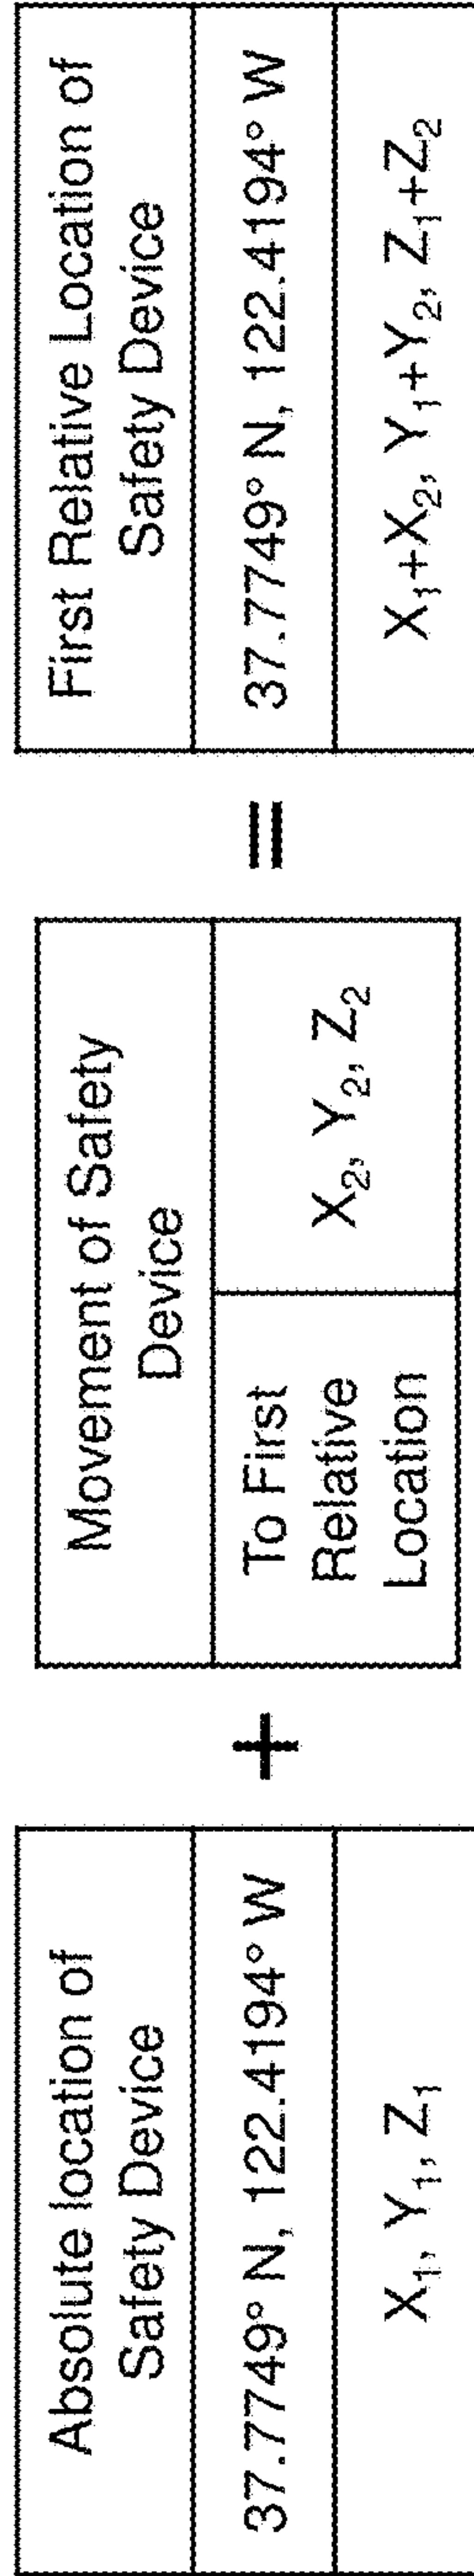 Absolute location of
Safety Device
37.7749° N, 122.4194° W
X₁, Y₁, Z₁
+
Movement of Safety
Device
To First
Relative
Location
X₂, Y₂, Z₂
=
First Relative Location of
Safety Device
37.7749° N, 122.4194° W
X₁+X₂, Y₁+Y₂, Z₁+Z₂